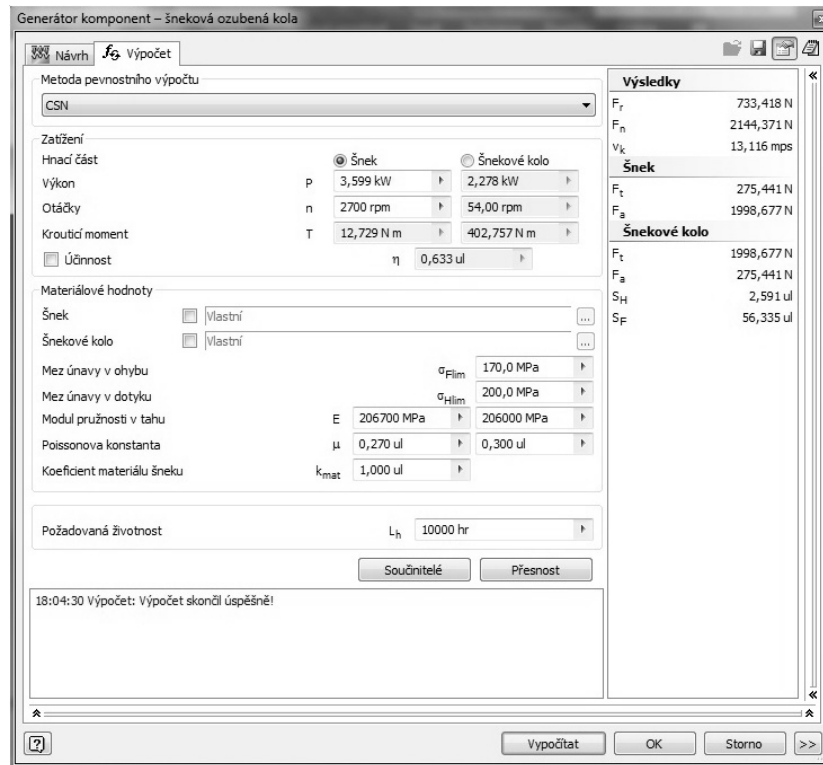 Generátor komponent – šneková ozubená kola
Návrh fG Výpočet
Metoda pevnostního výpočtu
CSN
Zatížení
Hnací část Šnek Šnekové kolo
Výkon P 3,599 kW 2,278 kW
Otáčky n 2700 rpm 54,00 rpm
Krouticí moment T 12,729 N m 402,757 N m
Účinnost η 0,633 ul
Materiálové hodnoty
Šnek Vlastní ...
Šnekové kolo Vlastní ...
Mez únavy v ohybu σFlim 170,0 MPa
Mez únavy v dotyku σHlim 200,0 MPa
Modul pružnosti v tahu E 206700 MPa 206000 MPa
Poissonova konstanta μ 0,270 ul 0,300 ul
Koeficient materiálu šneku kmat 1,000 ul
Požadovaná životnost Lh 10000 hr
Součinitelé Přesnost
18:04:30 Výpočet: Výpočet skončil úspěšně!
Výsledky
Fr 733,418 N
Fn 2144,371 N
vk 13,116 mps
Šnek
Ft 275,441 N
Fa 1998,677 N
Šnekové kolo
Ft 1998,677 N
Fa 275,441 N
SH 2,591 ul
SF 56,335 ul
? Vypočítat OK Storno >>